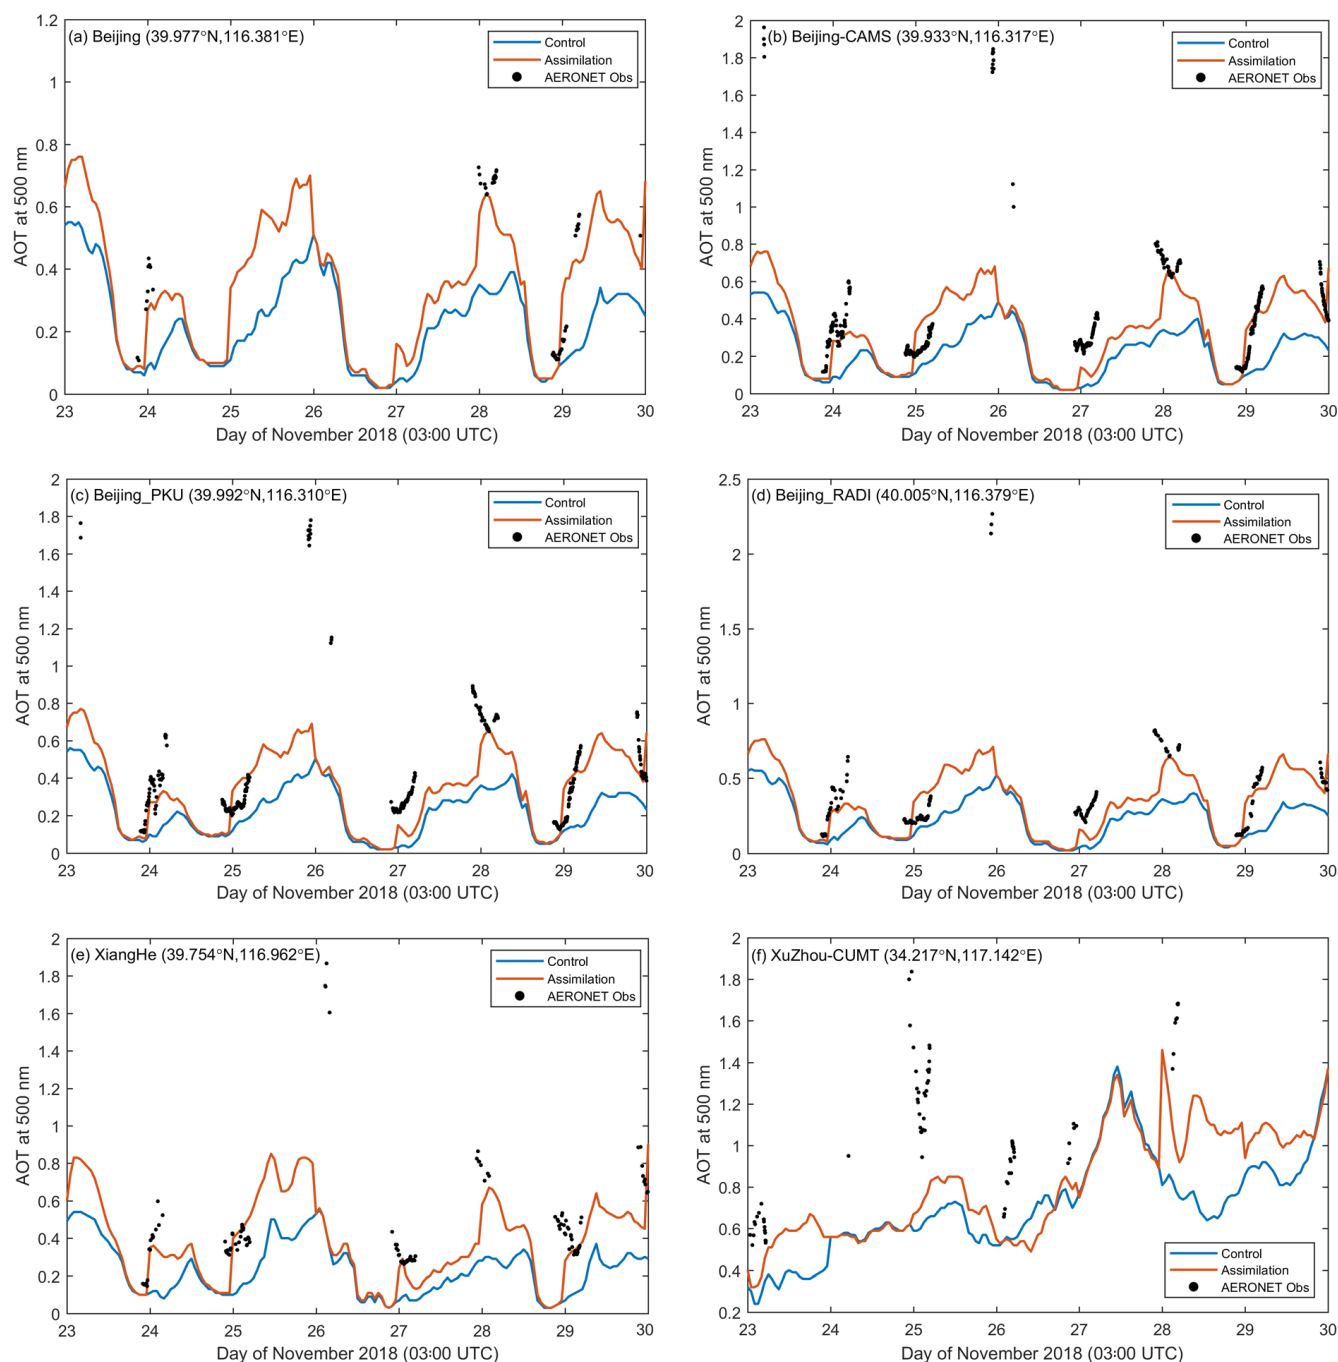 (a) Beijing (39.977°N,116.381°E)
Control
Assimilation
AERONET Obs
AOT at 500 nm
1.2
1
0.8
0.6
0.4
0.2
0
23 24 25 26 27 28 29 30
Day of November 2018 (03:00 UTC)
(b) Beijing-CAMS (39.933°N,116.317°E)
Control
Assimilation
AERONET Obs
AOT at 500 nm
2
1.8
1.6
1.4
1.2
1
0.8
0.6
0.4
0.2
0
23 24 25 26 27 28 29 30
Day of November 2018 (03:00 UTC)
(c) Beijing_PKU (39.992°N,116.310°E)
Control
Assimilation
AERONET Obs
AOT at 500 nm
2
1.8
1.6
1.4
1.2
1
0.8
0.6
0.4
0.2
0
23 24 25 26 27 28 29 30
Day of November 2018 (03:00 UTC)
(d) Beijing_RADI (40.005°N,116.379°E)
Control
Assimilation
AERONET Obs
AOT at 500 nm
2.5
2
1.5
1
0.5
0
23 24 25 26 27 28 29 30
Day of November 2018 (03:00 UTC)
(e) XiangHe (39.754°N,116.962°E)
Control
Assimilation
AERONET Obs
AOT at 500 nm
2
1.8
1.6
1.4
1.2
1
0.8
0.6
0.4
0.2
0
23 24 25 26 27 28 29 30
Day of November 2018 (03:00 UTC)
(f) XuZhou-CUMT (34.217°N,117.142°E)
Control
Assimilation
AERONET Obs
AOT at 500 nm
2
1.8
1.6
1.4
1.2
1
0.8
0.6
0.4
0.2
23 24 25 26 27 28 29 30
Day of November 2018 (03:00 UTC)